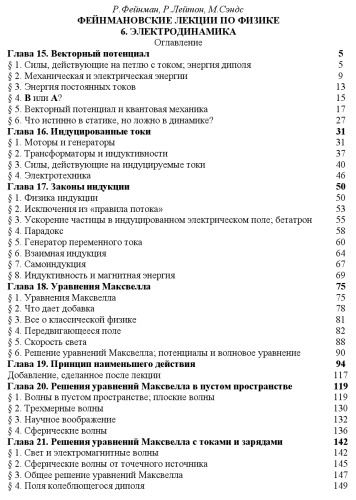 Р.Фейнман, Р.Лейтон, М.Сэндс
ФЕЙНМАНОВСКИЕ ЛЕКЦИИ ПО ФИЗИКЕ
6. ЭЛЕКТРОДИНАМИКА
Оглавление
Глава 15. Векторный потенциал 5
§ 1. Силы, действующие на петлю с током; энергия диполя 5
§ 2. Механическая и электрическая энергии 9
§ 3. Энергия постоянных токов 13
§ 4. В или А? 15
§ 5. Векторный потенциал и квантовая механика 17
§ 6. Что истинно в статике, но ложно в динамике? 27
Глава 16. Индуцированные токи 31
§ 1. Моторы и генераторы 31
§ 2. Трансформаторы и индуктивности 37
§ 3. Силы, действующие на индуцируемые токи 40
§ 4. Электротехника 46
Глава 17. Законы индукции 50
§ 1. Физика индукции 50
§ 2. Исключения из «правила потока» 53
§ 3. Ускорение частицы в индуцированном электрическом поле; бетатрон 55
§ 4. Парадокс 58
§ 5. Генератор переменного тока 60
§ 6. Взаимная индукция 64
§ 7. Самоиндукция 67
§ 8. Индуктивность и магнитная энергия 69
Глава 18. Уравнения Максвелла 75
§ 1. Уравнения Максвелла 75
§ 2. Что дает добавка 78
§ 3. Все о классической физике 81
§ 4. Передвигающееся поле 82
§ 5. Скорость света 88
§ 6. Решение уравнений Максвелла; потенциалы и волновое уравнение 90
Глава 19. Принцип наименьшего действия 94
Добавление, сделанное после лекции 117
Глава 20. Решения уравнений Максвелла в пустом пространстве 119
§ 1. Волны в пустом пространстве; плоские волны 119
§ 2. Трехмерные волны 130
§ 3. Научное воображение 132
§ 4. Сферические волны 136
Глава 21. Решения уравнений Максвелла с токами и зарядами 142
§ 1. Свет и электромагнитные волны 142
§ 2. Сферические волны от точечного источника 145
§ 3. Общее решение уравнений Максвелла 147
§ 4. Поля колеблющегося диполя 149